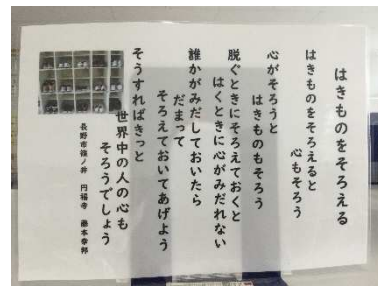 はきものをそろえる
はきものをそろえると
心もそろう
心がそろうと
はきものもそろう
脱ぐときにそろえておくと
はくときに心がみだれない
誰かがみだしておいたら
だまって
そろえておいてあげよう
そうすればきっと
世界中の人の心も
そろうでしょう
長野市篠ノ井 円福寺 藤本幸邦